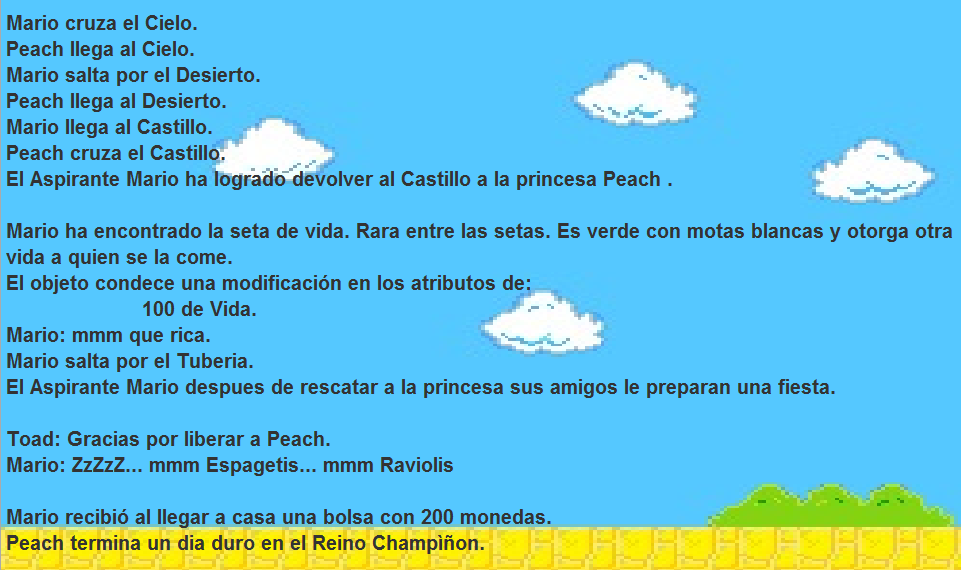 Mario cruza el Cielo.
Peach llega al Cielo.
Mario salta por el Desierto.
Peach llega al Desierto.
Mario llega al Castillo.
Peach cruza el Castillo.
El Aspirante Mario ha logrado devolver al Castillo a la princesa Peach .
Mario ha encontrado la seta de vida. Rara entre las setas. Es verde con motas blancas y otorga otra
vida a quien se la come.
El objeto condece una modificación en los atributos de:
100 de Vida.
Mario: mmm que rica.
Mario salta por el Tuberia.
El Aspirante Mario despues de rescatar a la princesa sus amigos le preparan una fiesta.
Toad: Gracias por liberar a Peach.
Mario: ZzZzZ... mmm Espagetis... mmm Raviolis
Mario recibió al llegar a casa una bolsa con 200 monedas.
Peach termina un dia duro en el Reino Champìñon.